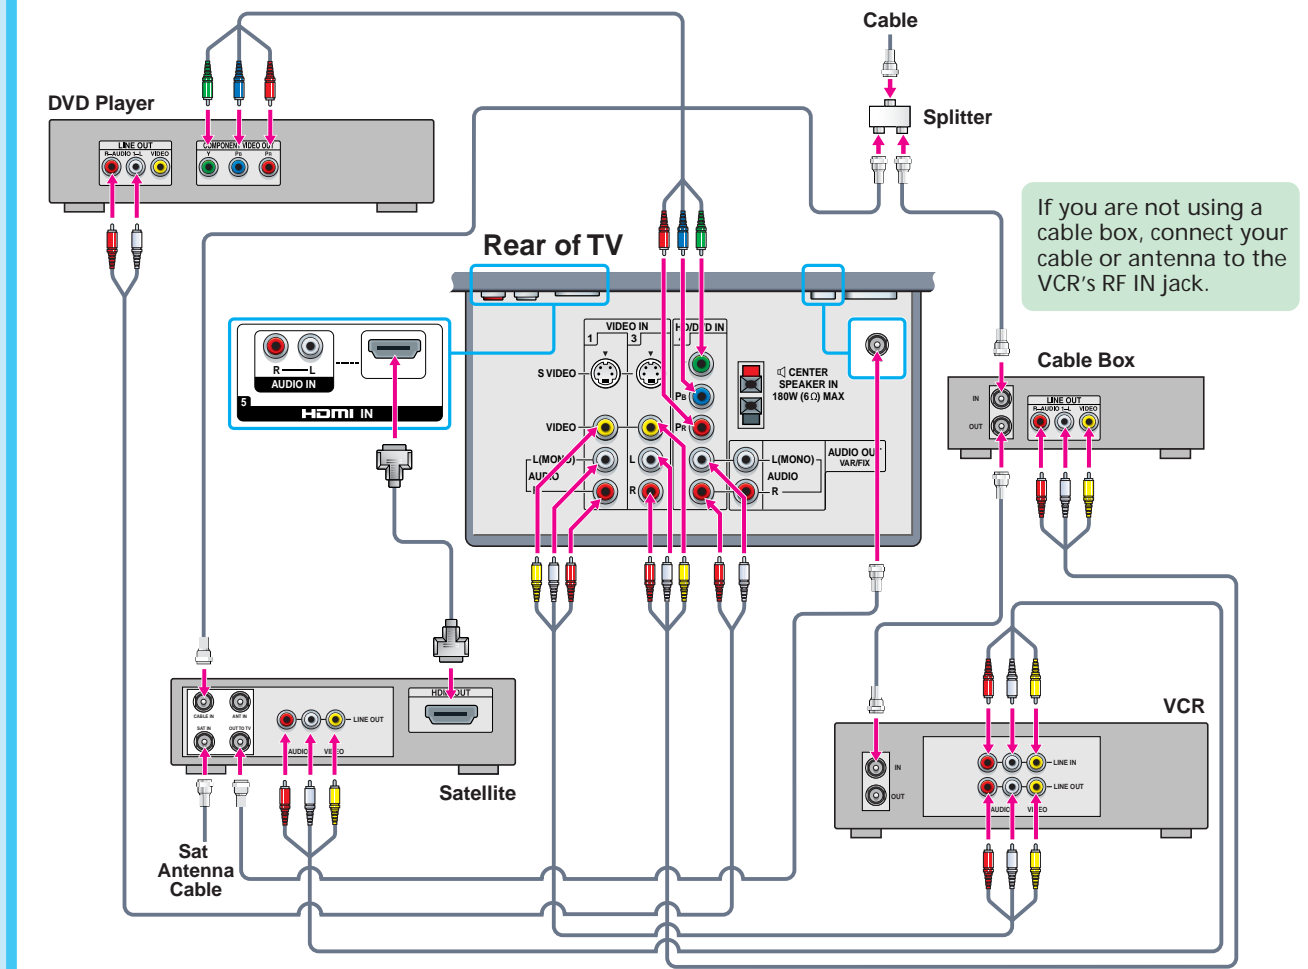 Cable
DVD Player
Splitter
LINE OUT
R–AUDIO 1–L VIDEO
COMPONENT VIDEO OUT
Y PB PR
If you are not using a
cable box, connect your
cable or antenna to the
VCR's RF IN jack.
Rear of TV
VIDEO IN
HD/DVD IN
1
3
S VIDEO
PB
VIDEO
PR
L(MONO)
AUDIO
L
R
CENTER
SPEAKER IN
180W (6Ω) MAX
L(MONO)
AUDIO
R
AUDIO OUT
VAR/FIX
R L
AUDIO IN
5
HDMI IN
Cable Box
IN
OUT
LINE OUT
R–AUDIO 1–L VIDEO
HDMI OUT
CABLE IN
ANT IN
SAT IN
OUT TO TV
LINE OUT
AUDIO
VIDEO
Satellite
Sat
Antenna
Cable
VCR
IN
OUT
LINE IN
LINE OUT
AUDIO
VIDEO